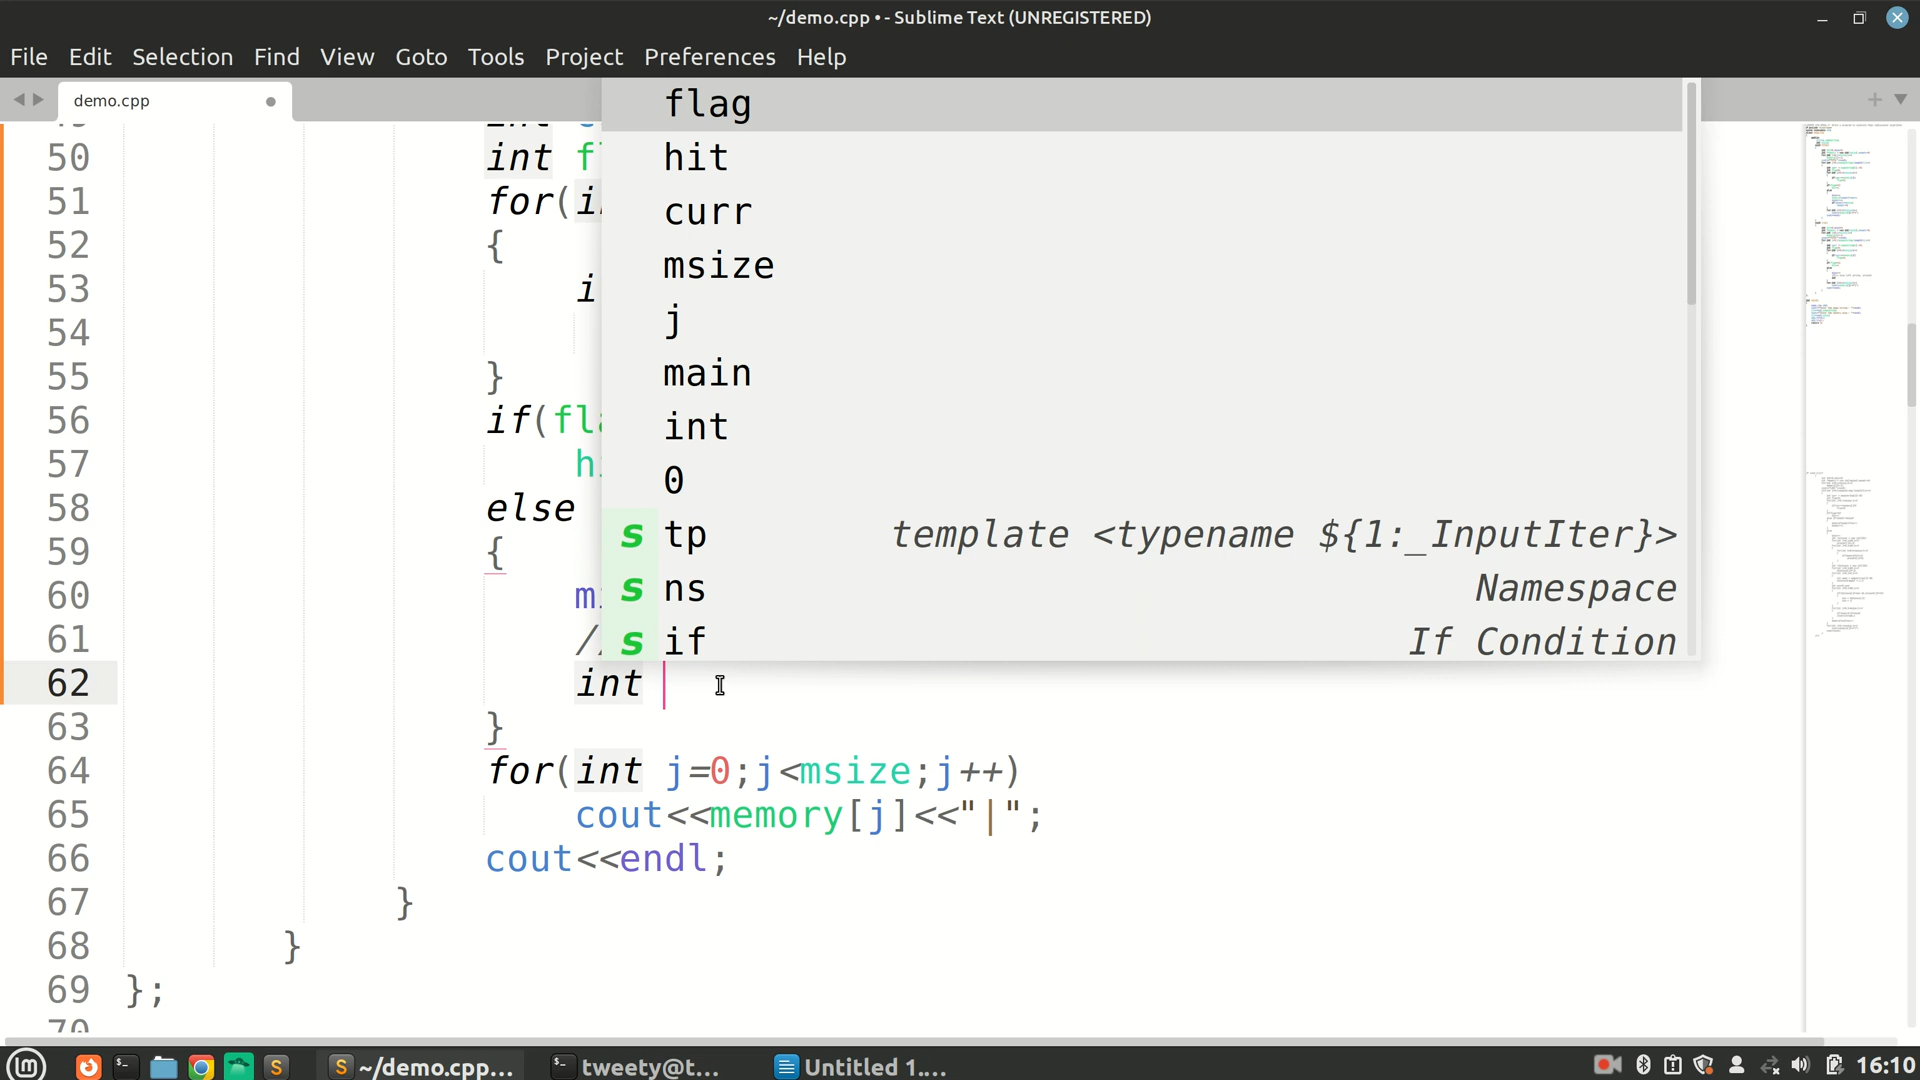 ~/demo.cpp • - Sublime Text (UNREGISTERED)
File Edit Selection Find View Goto Tools Project Preferences Help
demo.cpp
flag
50 int hit
51 for( curr
52 { msize
53 j
54 main
55 } int
56 if( 0
57 s tp template <typename ${1:_InputIter}>
58 else
59 { s ns Namespace
60
61 s if If Condition
62 int
63 }
64 for(int j=0;j<msize;j++)
65 cout<<memory[j]<<"|";
66 cout<<endl;
67 }
68 }
69 };
70
~/demo.cpp... tweety@t... Untitled 1.... 16:10